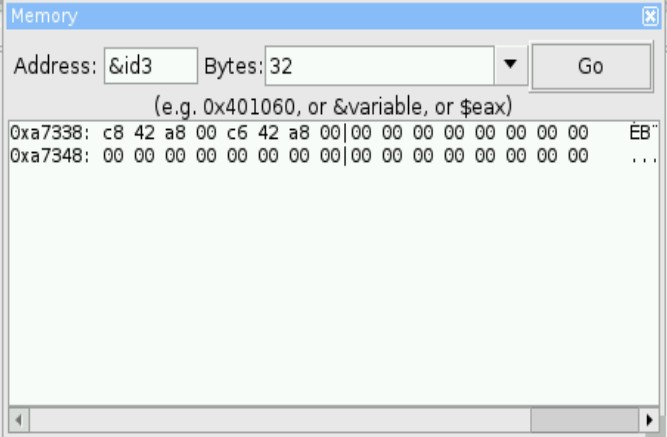 Memory
Address: &id3 Bytes: 32 Go
(e.g. 0x401060, or &variable, or $eax)
0xa7338: c8 42 a8 00 c6 42 a8 00|00 00 00 00 00 00 00 00 ÈB¨
0xa7348: 00 00 00 00 00 00 00 00|00 00 00 00 00 00 00 00 ...